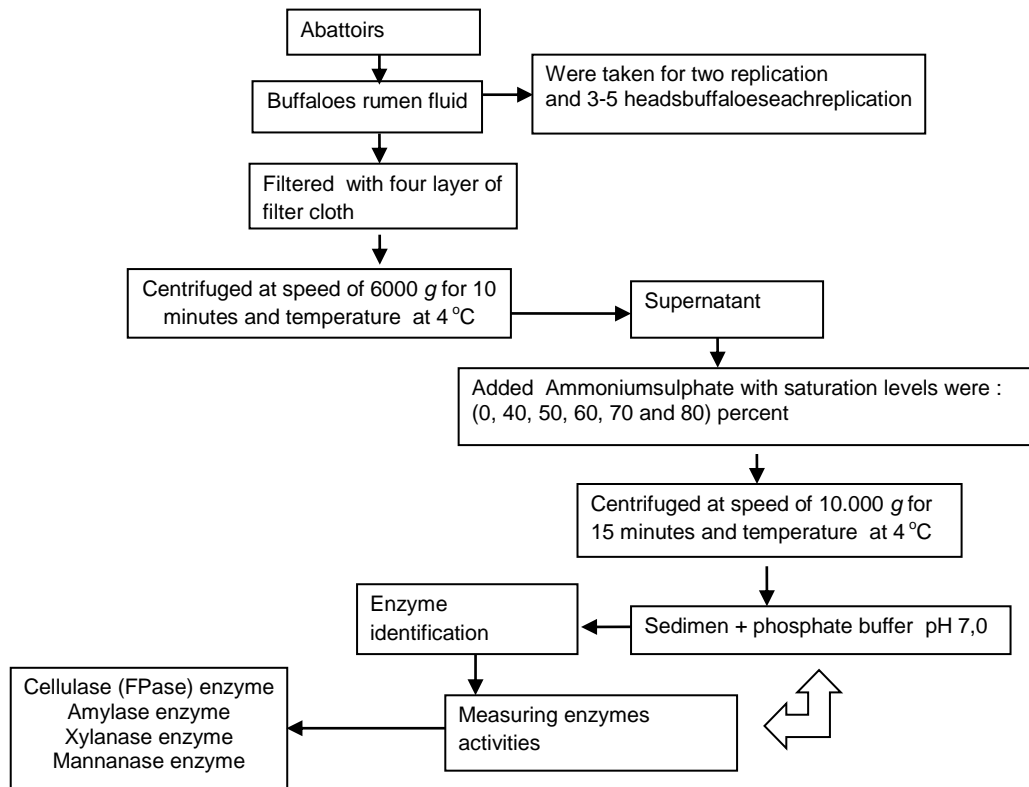 Abattoirs
Buffaloes rumen fluid
Were taken for two replication
and 3-5 headsbuffaloeseachreplication
Filtered with four layer of
filter cloth
Centrifuged at speed of 6000 g for 10
minutes and temperature at 4 °C
Supernatant
Added Ammoniumsulphate with saturation levels were :
(0, 40, 50, 60, 70 and 80) percent
Centrifuged at speed of 10.000 g for
15 minutes and temperature at 4 °C
Sedimen + phosphate buffer pH 7,0
Enzyme
identification
Measuring enzymes
activities
Cellulase (FPase) enzyme
Amylase enzyme
Xylanase enzyme
Mannanase enzyme